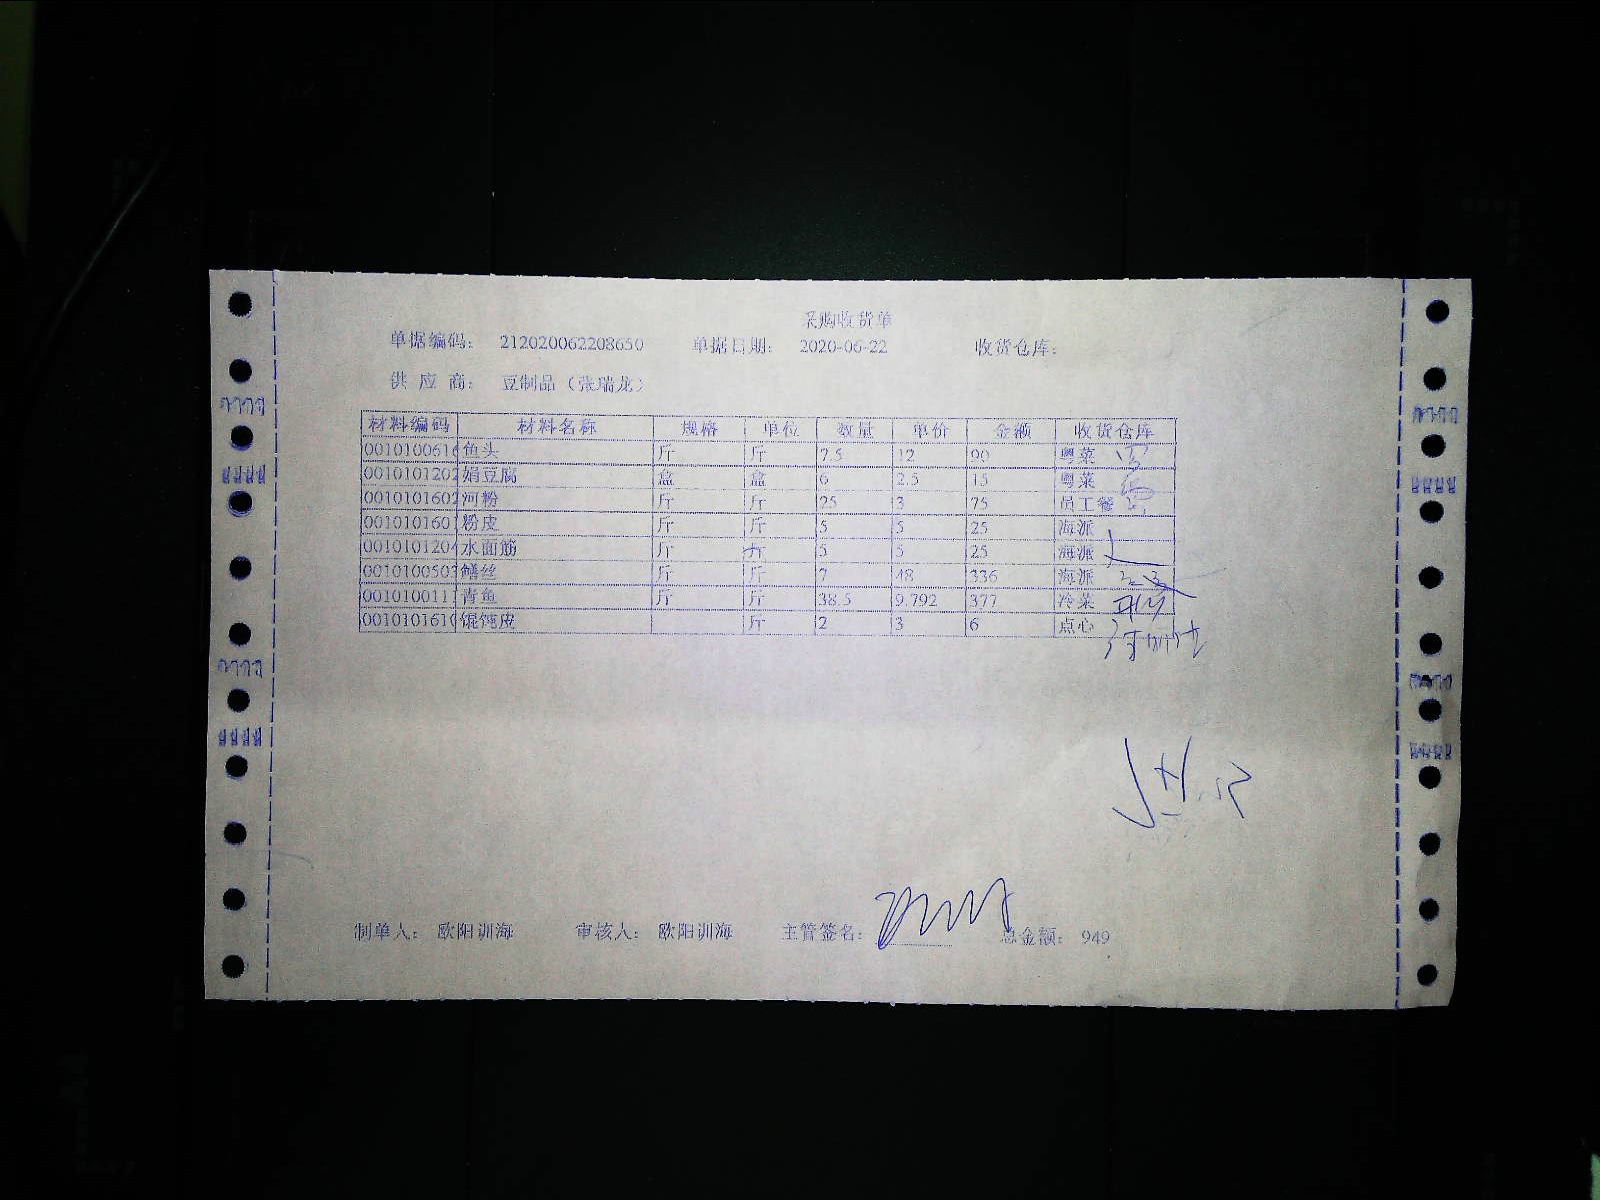 采购收货单
单据编码： 212020062208650 单据日期： 2020-06-22 收货仓库：
供 应 商： 豆制品（张瑞龙）
材料编码 材料名称 规格 单位 数量 单价 金额 收货仓库
0010100616 鱼头 斤 斤 7.5 12 90 粤菜
0010101202 娟豆腐 盒 盒 6 2.5 15 粤菜
0010101602 河粉 斤 斤 25 3 75 员工餐
0010101601 粉皮 斤 斤 5 5 25 海派
0010101204 水面筋 斤 斤 5 5 25 海派
0010100503 鳝丝 斤 斤 7 48 336 海派
0010100111 青鱼 斤 斤 38.5 9.792 377 冷菜
0010101610 馄饨皮 斤 2 3 6 点心
制单人： 欧阳训海 审核人： 欧阳训海 主管签名： 总金额： 949